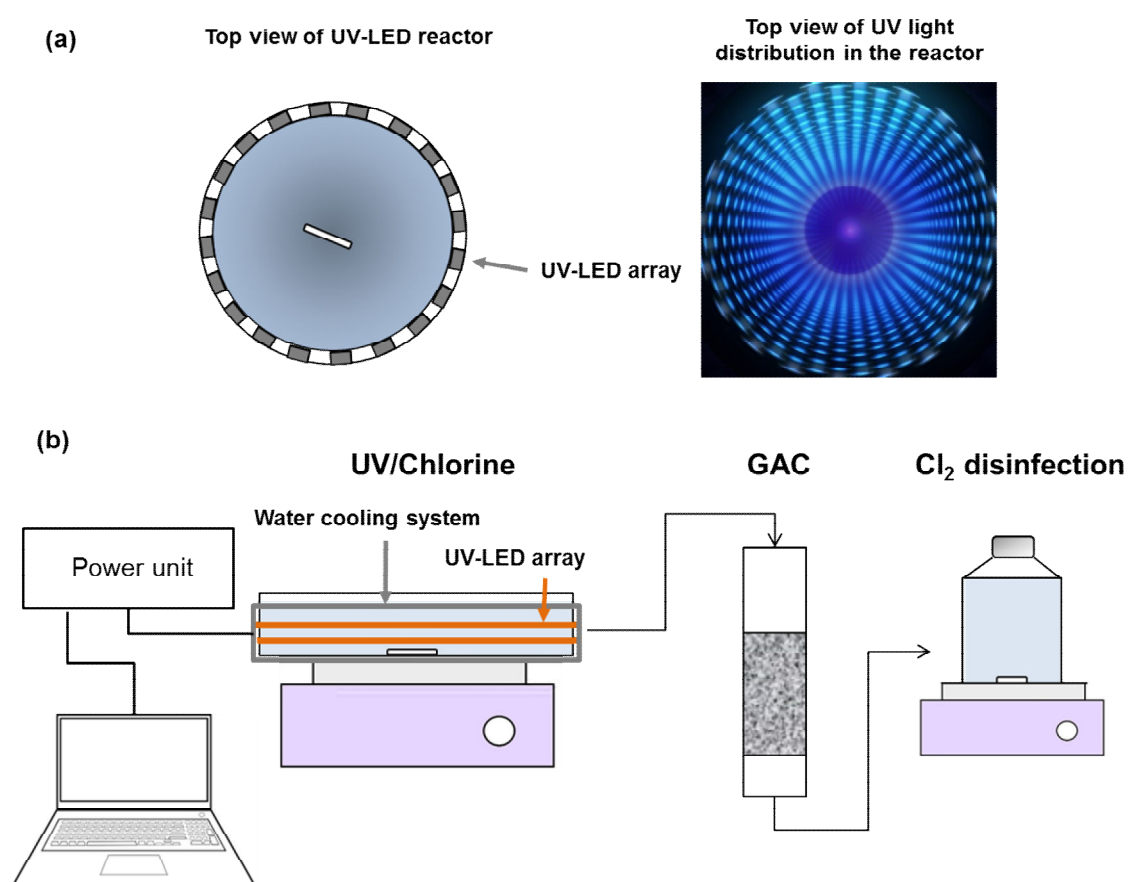 (a)
Top view of UV-LED reactor
Top view of UV light
distribution in the reactor
UV-LED array
(b)
UV/Chlorine
GAC
Cl₂ disinfection
Water cooling system
UV-LED array
Power unit